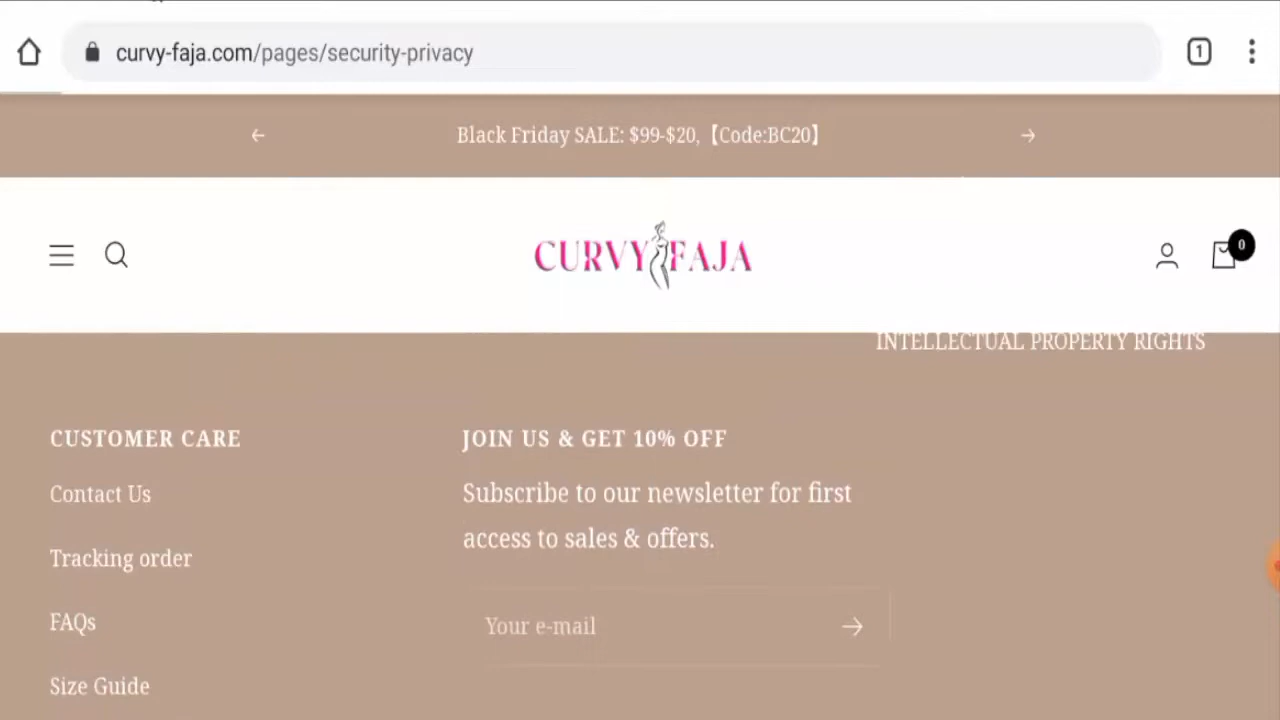 curvy-faja.com/pages/security-privacy
1
Black Friday SALE: $99-$20,【Code:BC20】
CURVY FAJA
0
INTELLECTUAL PROPERTY RIGHTS
CUSTOMER CARE
Contact Us
Tracking order
FAQs
Size Guide
JOIN US & GET 10% OFF
Subscribe to our newsletter for first
access to sales & offers.
Your e-mail